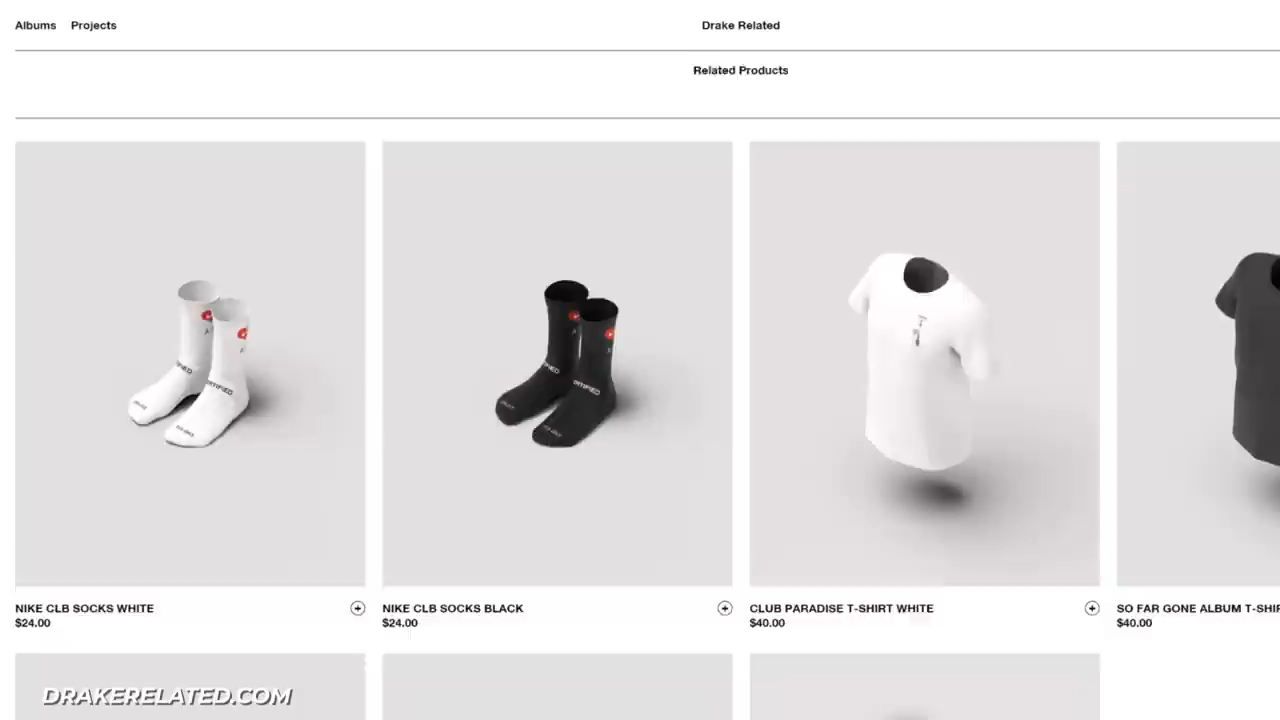 Albums Projects Drake Related
Related Products
NIKE CLB SOCKS WHITE
$24.00
NIKE CLB SOCKS BLACK
$24.00
CLUB PARADISE T-SHIRT WHITE
$40.00
SO FAR GONE ALBUM
$40.00
DRAKERELATED.COM